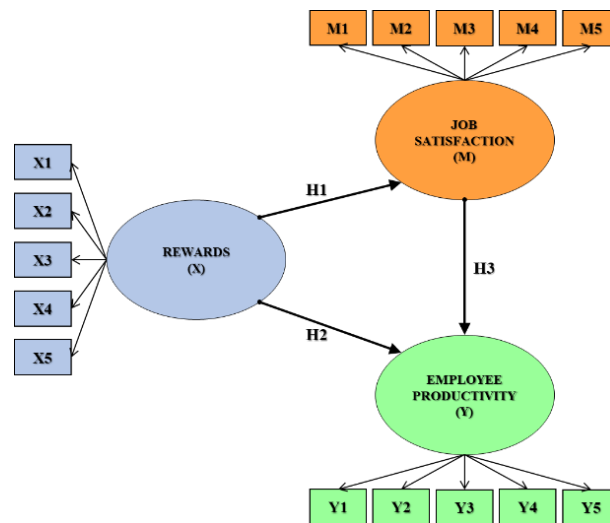 M1 M2 M3 M4 M5
JOB
SATISFACTION
(M)
X1
X2
X3
X4
X5
H1
REWARDS
(X)
H3
H2
EMPLOYEE
PRODUCTIVITY
(Y)
Y1 Y2 Y3 Y4 Y5